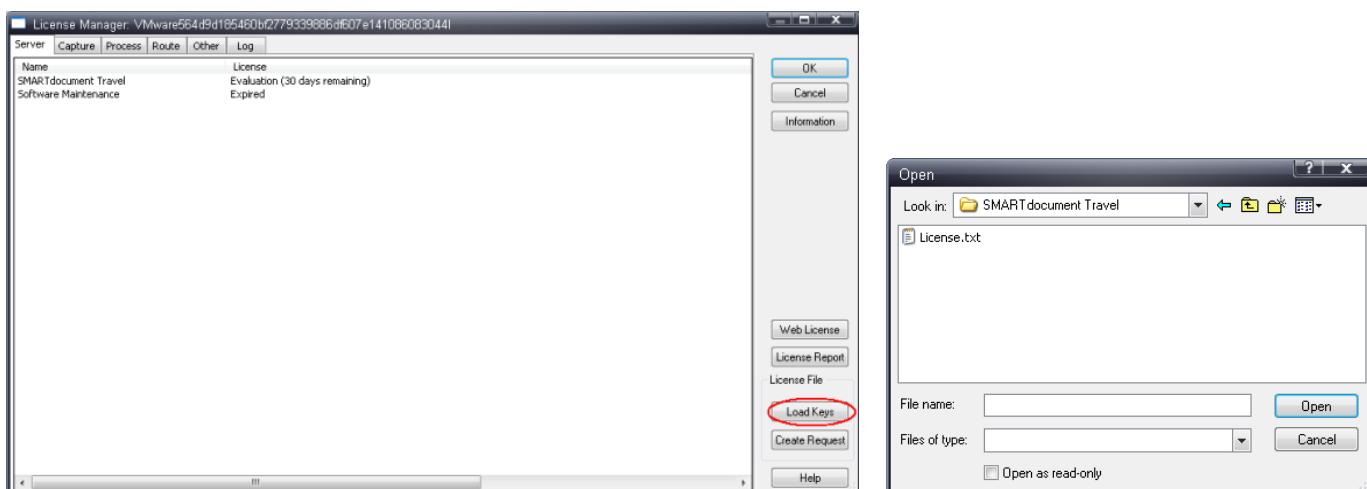 License Manager: VMware564d9d185460bf2779339886df607e141086083044I
Server Capture Process Route Other Log
Name License
SMARTdocument Travel Evaluation (30 days remaining)
Software Maintenance Expired
OK
Cancel
Information
Web License
License Report
License File
Load Keys
Create Request
Help
Open
Look in: SMARTdocument Travel
License.txt
File name:
Open
Files of type:
Cancel
Open as read-only